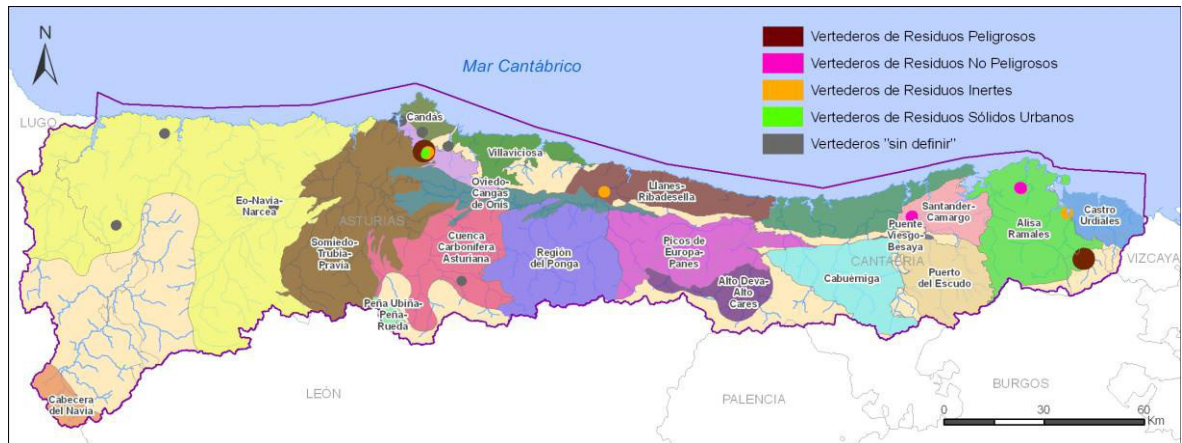 N
Mar Cantábrico
Vertederos de Residuos Peligrosos
Vertederos de Residuos No Peligrosos
Vertederos de Residuos Inertes
Vertederos de Residuos Sólidos Urbanos
Vertederos "sin definir"
LUGO
Candás
Villaviciosa
Eo-Navia-
Narcea
ASTURIAS
Oviedo-
Cangas
de Onís
Llanes-
Ribadesella
Somiedo-
Trubia-
Pravia
Cuenca
Carbonífera
Asturiana
Región
del Ponga
Picos de
Europa-
Panes
Peña Ubiña-
Peña-
Rueda
Alto Deva-
Alto
Cares
Cabuérniga
Puente
Viesgo-
Besaya
CANTABRIA
Santander-
Camargo
Puerto
del Escudo
Alisa
Ramales
Castro
Urdiales
VIZCAYA
Cabecera
del Navia
LEÓN
PALENCIA
BURGOS
0 30 60
Km